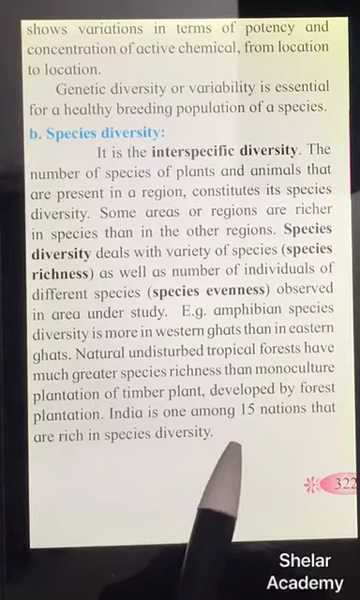 shows variations in terms of potency and
concentration of active chemical, from location
to location.
Genetic diversity or variability is essential
for a healthy breeding population of a species.
b. Species diversity:
It is the interspecific diversity. The
number of species of plants and animals that
are present in a region, constitutes its species
diversity. Some areas or regions are richer
in species than in the other regions. Species
diversity deals with variety of species (species
richness) as well as number of individuals of
different species (species evenness) observed
in area under study. E.g. amphibian species
diversity is more in western ghats than in eastern
ghats. Natural undisturbed tropical forests have
much greater species richness than monoculture
plantation of timber plant, developed by forest
plantation. India is one among 15 nations that
are rich in species diversity.
322
Shelar
Academy